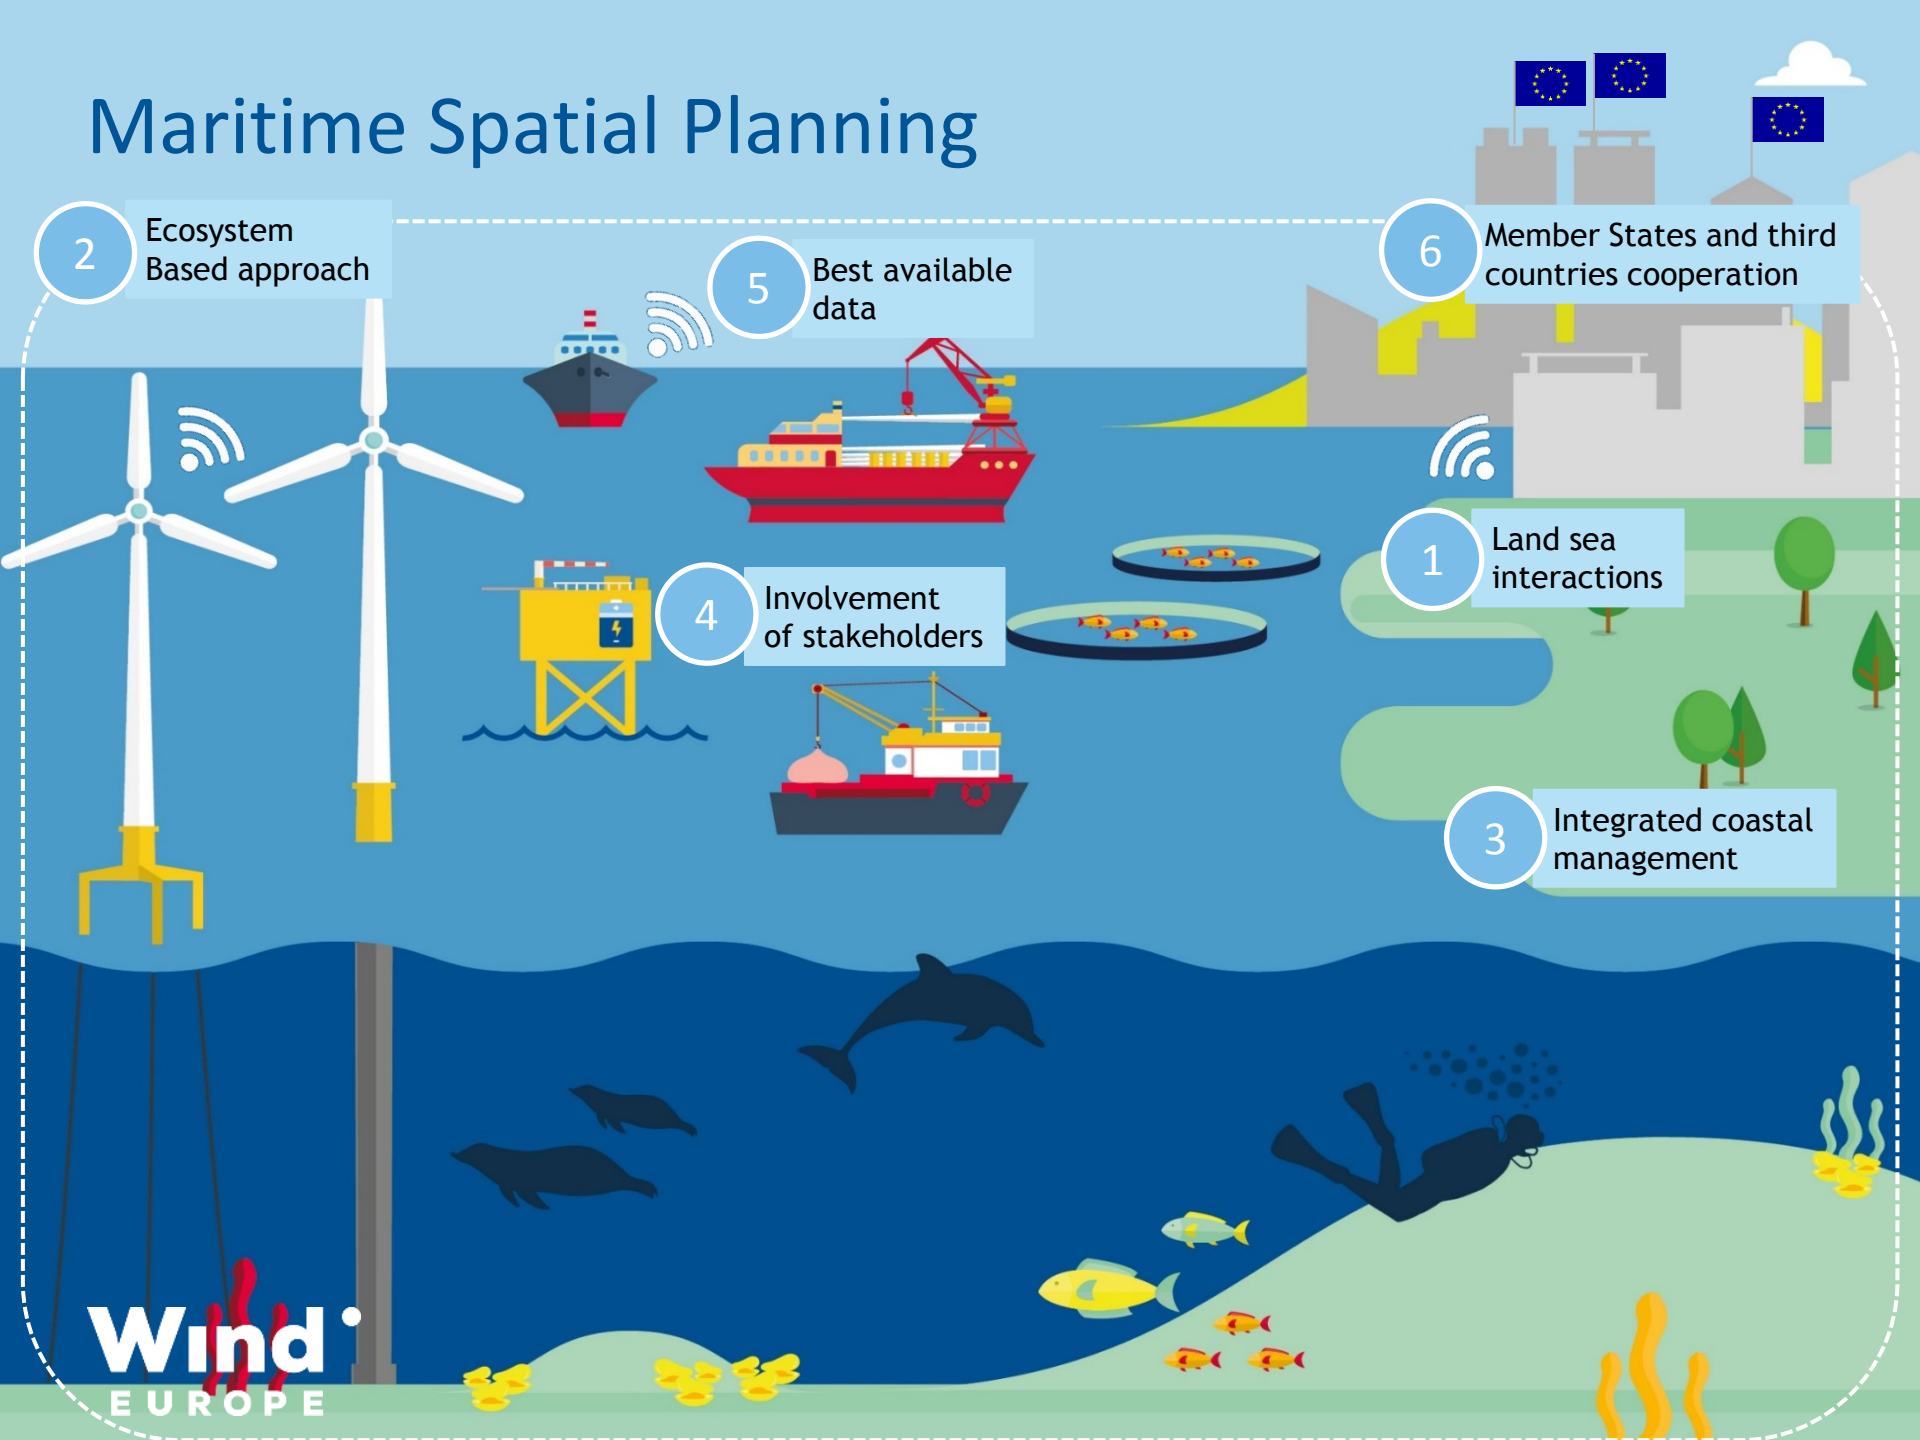 Maritime Spatial Planning
2
Ecosystem
Based approach
5
Best available
data
6
Member States and third
countries cooperation
1
Land sea
interactions
4
Involvement
of stakeholders
3
Integrated coastal
management
Wind
EUROPE